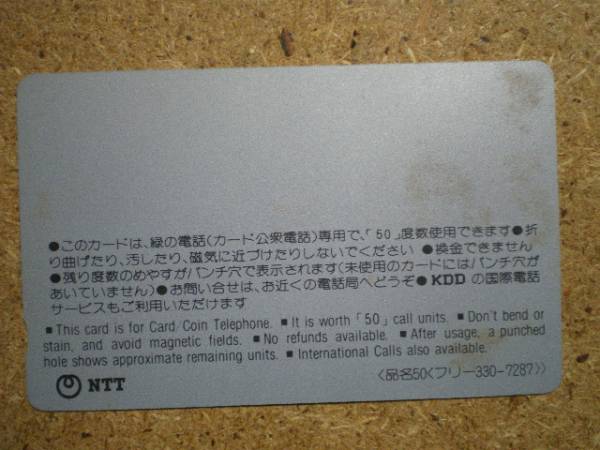 ●このカードは、緑の電話(カード公衆電話)専用で、「50」度数使用できます●折
り曲げたり、汚したり、磁気に近づけたりしないでください ●換金できません
●残り度数のめやすがパンチ穴で表示されます(未使用のカードにはパンチ穴が
あいていません)●お問い合せは、お近くの電話局へどうぞ● KDD の国際電話
サービスもご利用いただけます
■ This card is for Card/Coin Telephone. ■ It is worth「50」call units. ■ Don't bend or
stain, and avoid magnetic fields. ■ No refunds available. ■ After usage, a punched
hole shows approximate remaining units. ■ International Calls also available.
NTT
〈品名50〈フリー330-7287〉〉